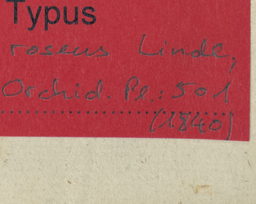 Typus
roseus Lindl,
Orchid. Pl.: 501
(1840)